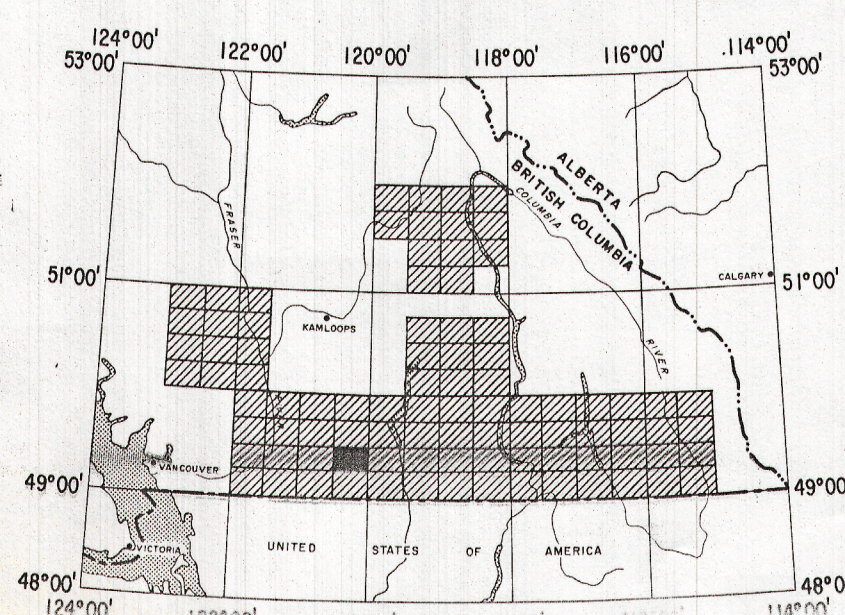 124°00'
122°00'
120°00'
118°00'
116°00'
.114°00'
53°00'
53°00'
ALBERTA
BRITISH COLUMBIA
COLUMBIA
FRASER
51°00'
CALGARY
51°00'
KAMLOOPS
RIVER
VANCOUVER
49°00'
49°00'
VICTORIA
UNITED STATES OF AMERICA
48°00'
48°00'
124°00'
114°00'